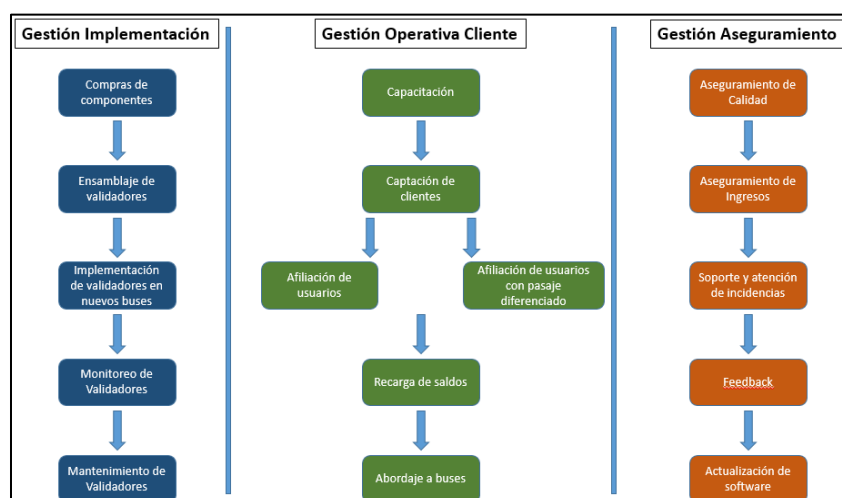 Gestión Implementación
Compras de
componentes
Ensamblaje de
validadores
Implementación
de validadores en
nuevos buses
Monitoreo de
Validadores
Mantenimiento de
Validadores
Gestión Operativa Cliente
Capacitación
Captación de
clientes
Afiliación de
usuarios
Afiliación de usuarios
con pasaje
diferenciado
Recarga de saldos
Abordaje a buses
Gestión Aseguramiento
Aseguramiento de
Calidad
Aseguramiento de
Ingresos
Soporte y atención
de incidencias
Feedback
Actualización de
software